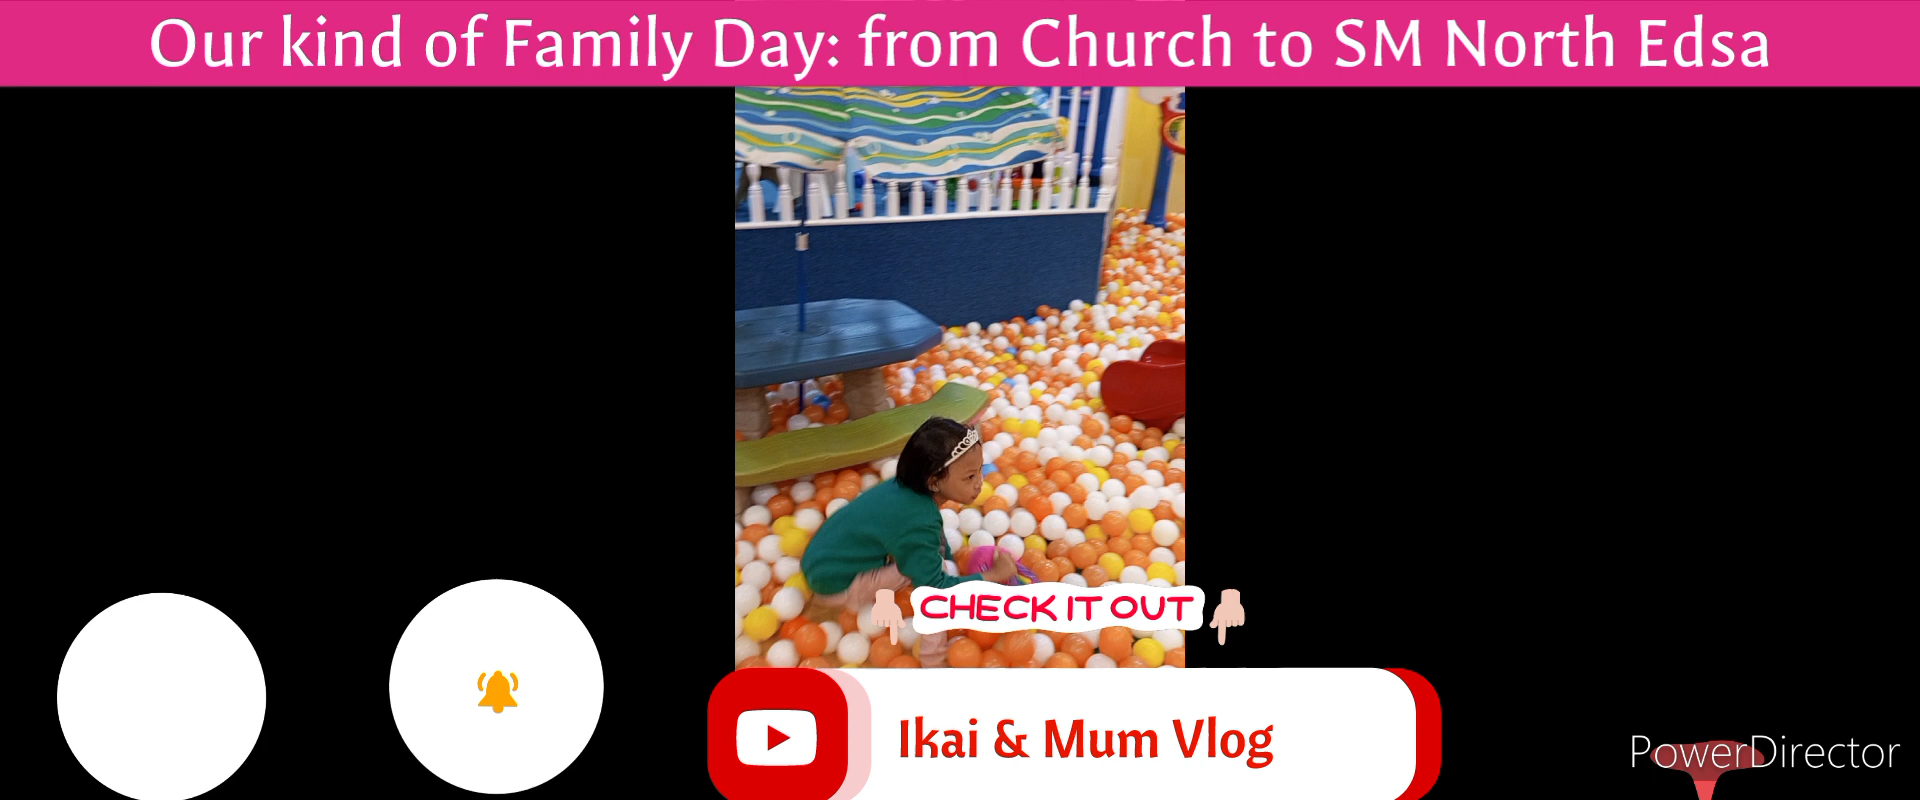 Our kind of Family Day: from Church to SM North Edsa
CHECK IT OUT
Ikai & Mum Vlog
PowerDirector